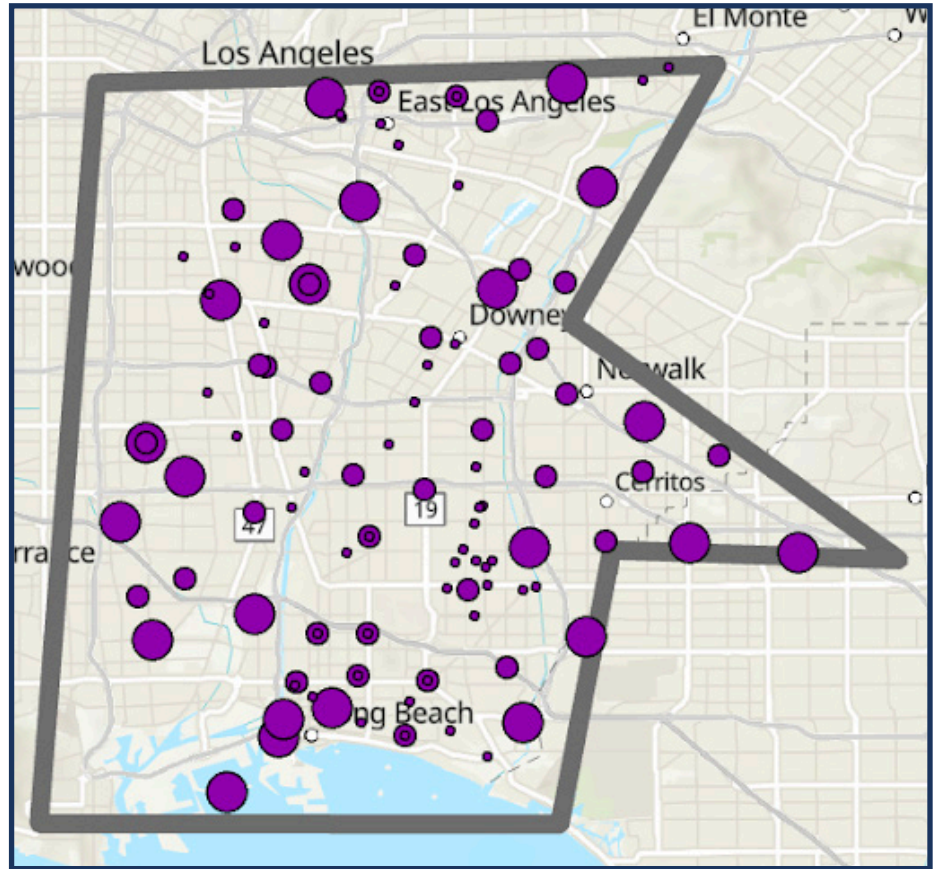 El Monte
W
Los Angeles
East Los Angeles
wood
Downey
Norwalk
Cerritos
19
47
rrance
ng Beach